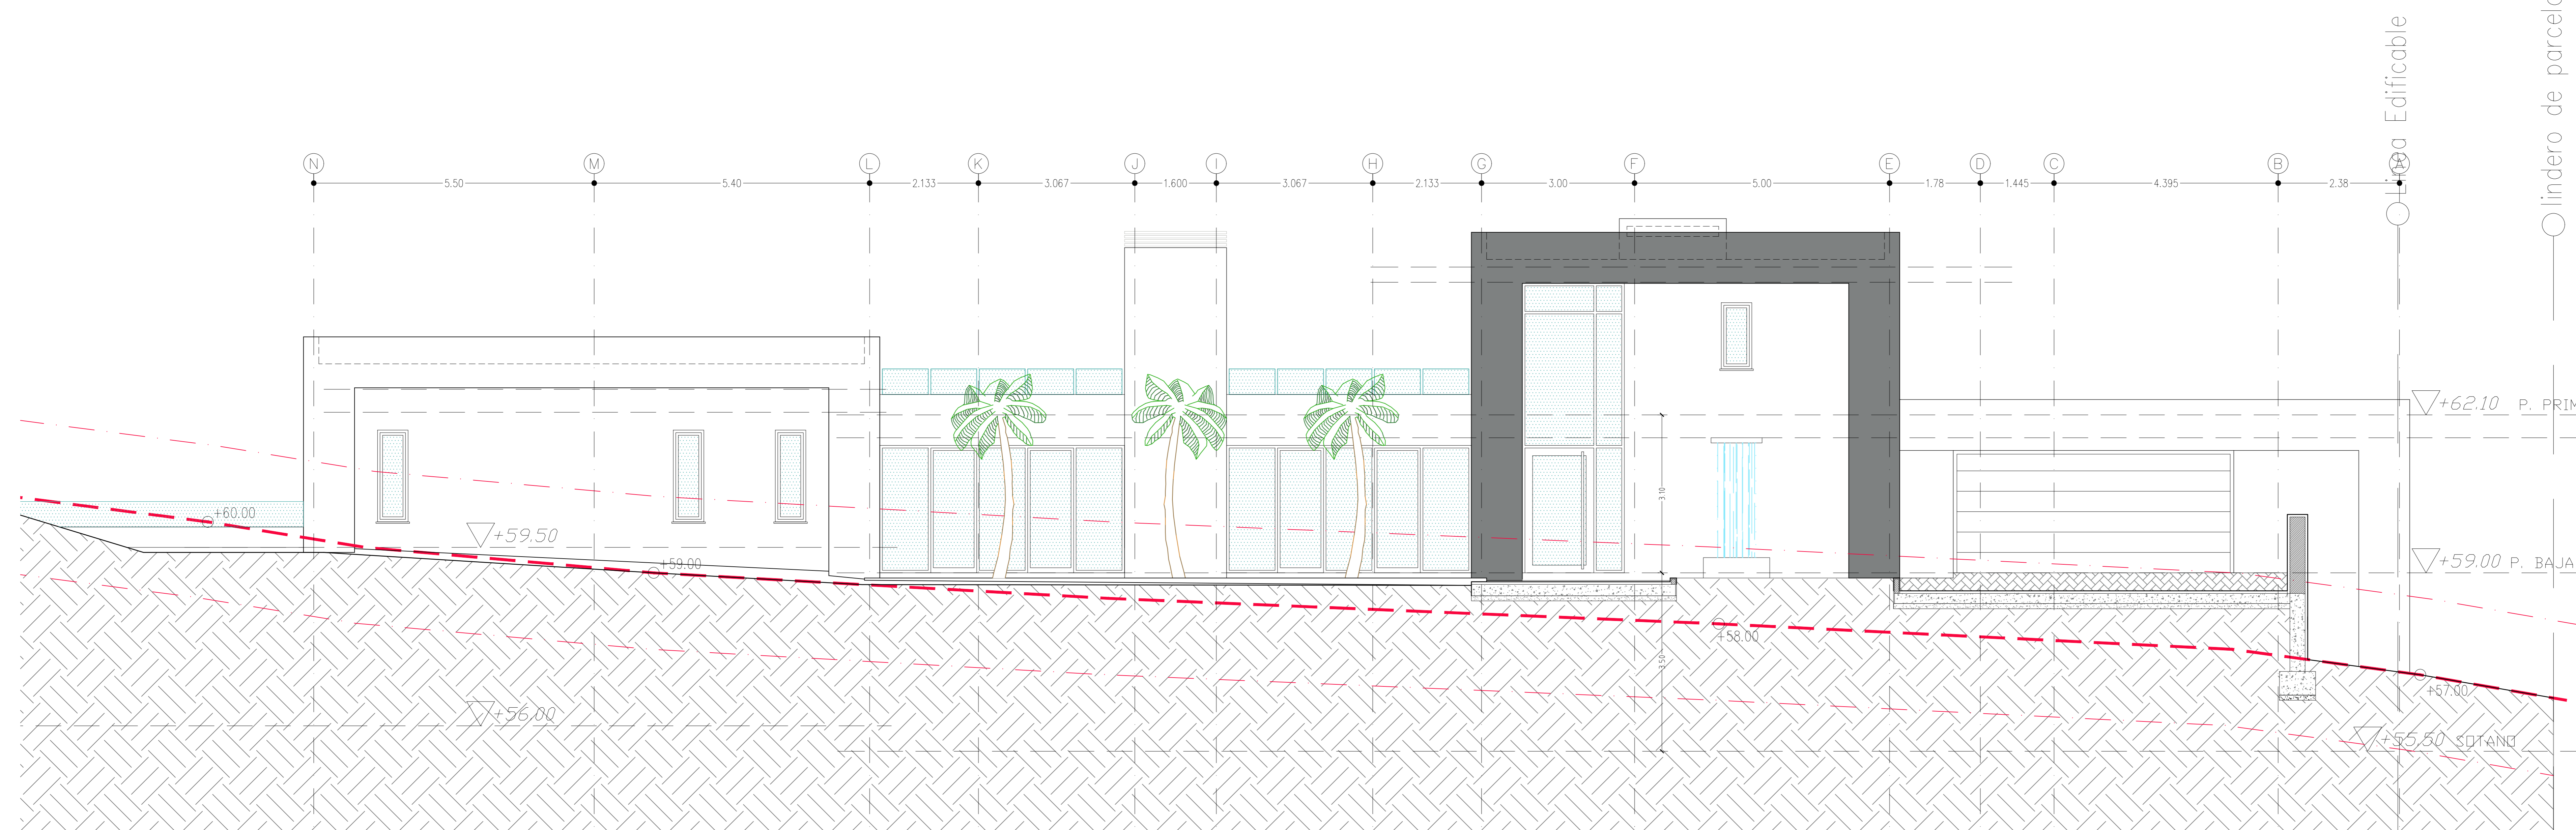 Linea Edificable
lindero de parcela
N M L K J I H G F E D C B A
5.50 5.40 2.133 3.067 1.600 3.067 2.133 3.00 5.00 1.78 1.445 4.395 2.38
+62.10 P. PRIM
3.10
+60.00
+59.50
+59.00
+59.00 P. BAJA
+58.00
3.50
+57.00
+56.00
+55.50 SOTANO